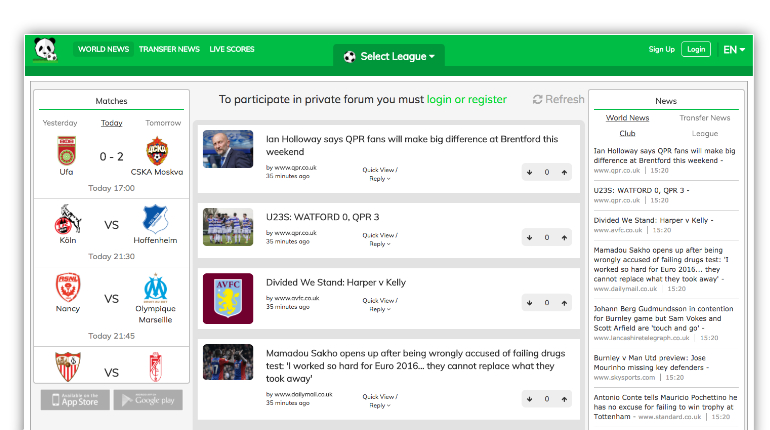 WORLD NEWS TRANSFER NEWS LIVE SCORES
Select League
Sign Up Login EN
Matches
Yesterday Today Tomorrow
Ufa 0 - 2 CSKA Moskva
Today 17:00
Köln VS Hoffenheim
Today 21:30
Nancy VS Olympique
Marseille
Today 21:45
VS
Available on the
App Store
Google play
To participate in private forum you must login or register
Refresh
Ian Holloway says QPR fans will make big difference at Brentford this
weekend
by www.qpr.co.uk
35 minutes ago
Quick View /
Reply
0
U23S: WATFORD 0, QPR 3
by www.qpr.co.uk
35 minutes ago
Quick View /
Reply
0
AVFC
Divided We Stand: Harper v Kelly
by www.avfc.co.uk
35 minutes ago
Quick View /
Reply
0
Mamadou Sakho opens up after being wrongly accused of failing drugs
test: 'I worked so hard for Euro 2016... they cannot replace what they
took away'
by www.dailymail.co.uk
35 minutes ago
Quick View /
Reply
0
News
World News Transfer News
Club League
Ian Holloway says QPR fans will make big
difference at Brentford this weekend -
www.qpr.co.uk | 15:20
U23S: WATFORD 0, QPR 3 -
www.qpr.co.uk | 15:20
Divided We Stand: Harper v Kelly -
www.avfc.co.uk | 15:20
Mamadou Sakho opens up after being
wrongly accused of failing drugs test: 'I
worked so hard for Euro 2016... they
cannot replace what they took away' -
www.dailymail.co.uk | 15:20
Johann Berg Gudmundsson in contention
for Burnley game but Sam Vokes and
Scott Arfield are 'touch and go' -
www.lancashiretelegraph.co.uk | 15:20
Burnley v Man Utd preview: Jose
Mourinho missing key defenders -
www.skysports.com | 15:20
Antonio Conte tells Mauricio Pochettino he
has no excuse for failing to win trophy at
Tottenham - www.standard.co.uk | 15:20